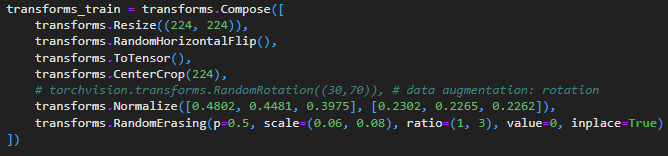 transforms_train = transforms.Compose([
    transforms.Resize((224, 224)),
    transforms.RandomHorizontalFlip(),
    transforms.ToTensor(),
    transforms.CenterCrop(224),
    # torchvision.transforms.RandomRotation((30,70)), # data augmentation: rotation
    transforms.Normalize([0.4802, 0.4481, 0.3975], [0.2302, 0.2265, 0.2262]),
    transforms.RandomErasing(p=0.5, scale=(0.06, 0.08), ratio=(1, 3), value=0, inplace=True)
])